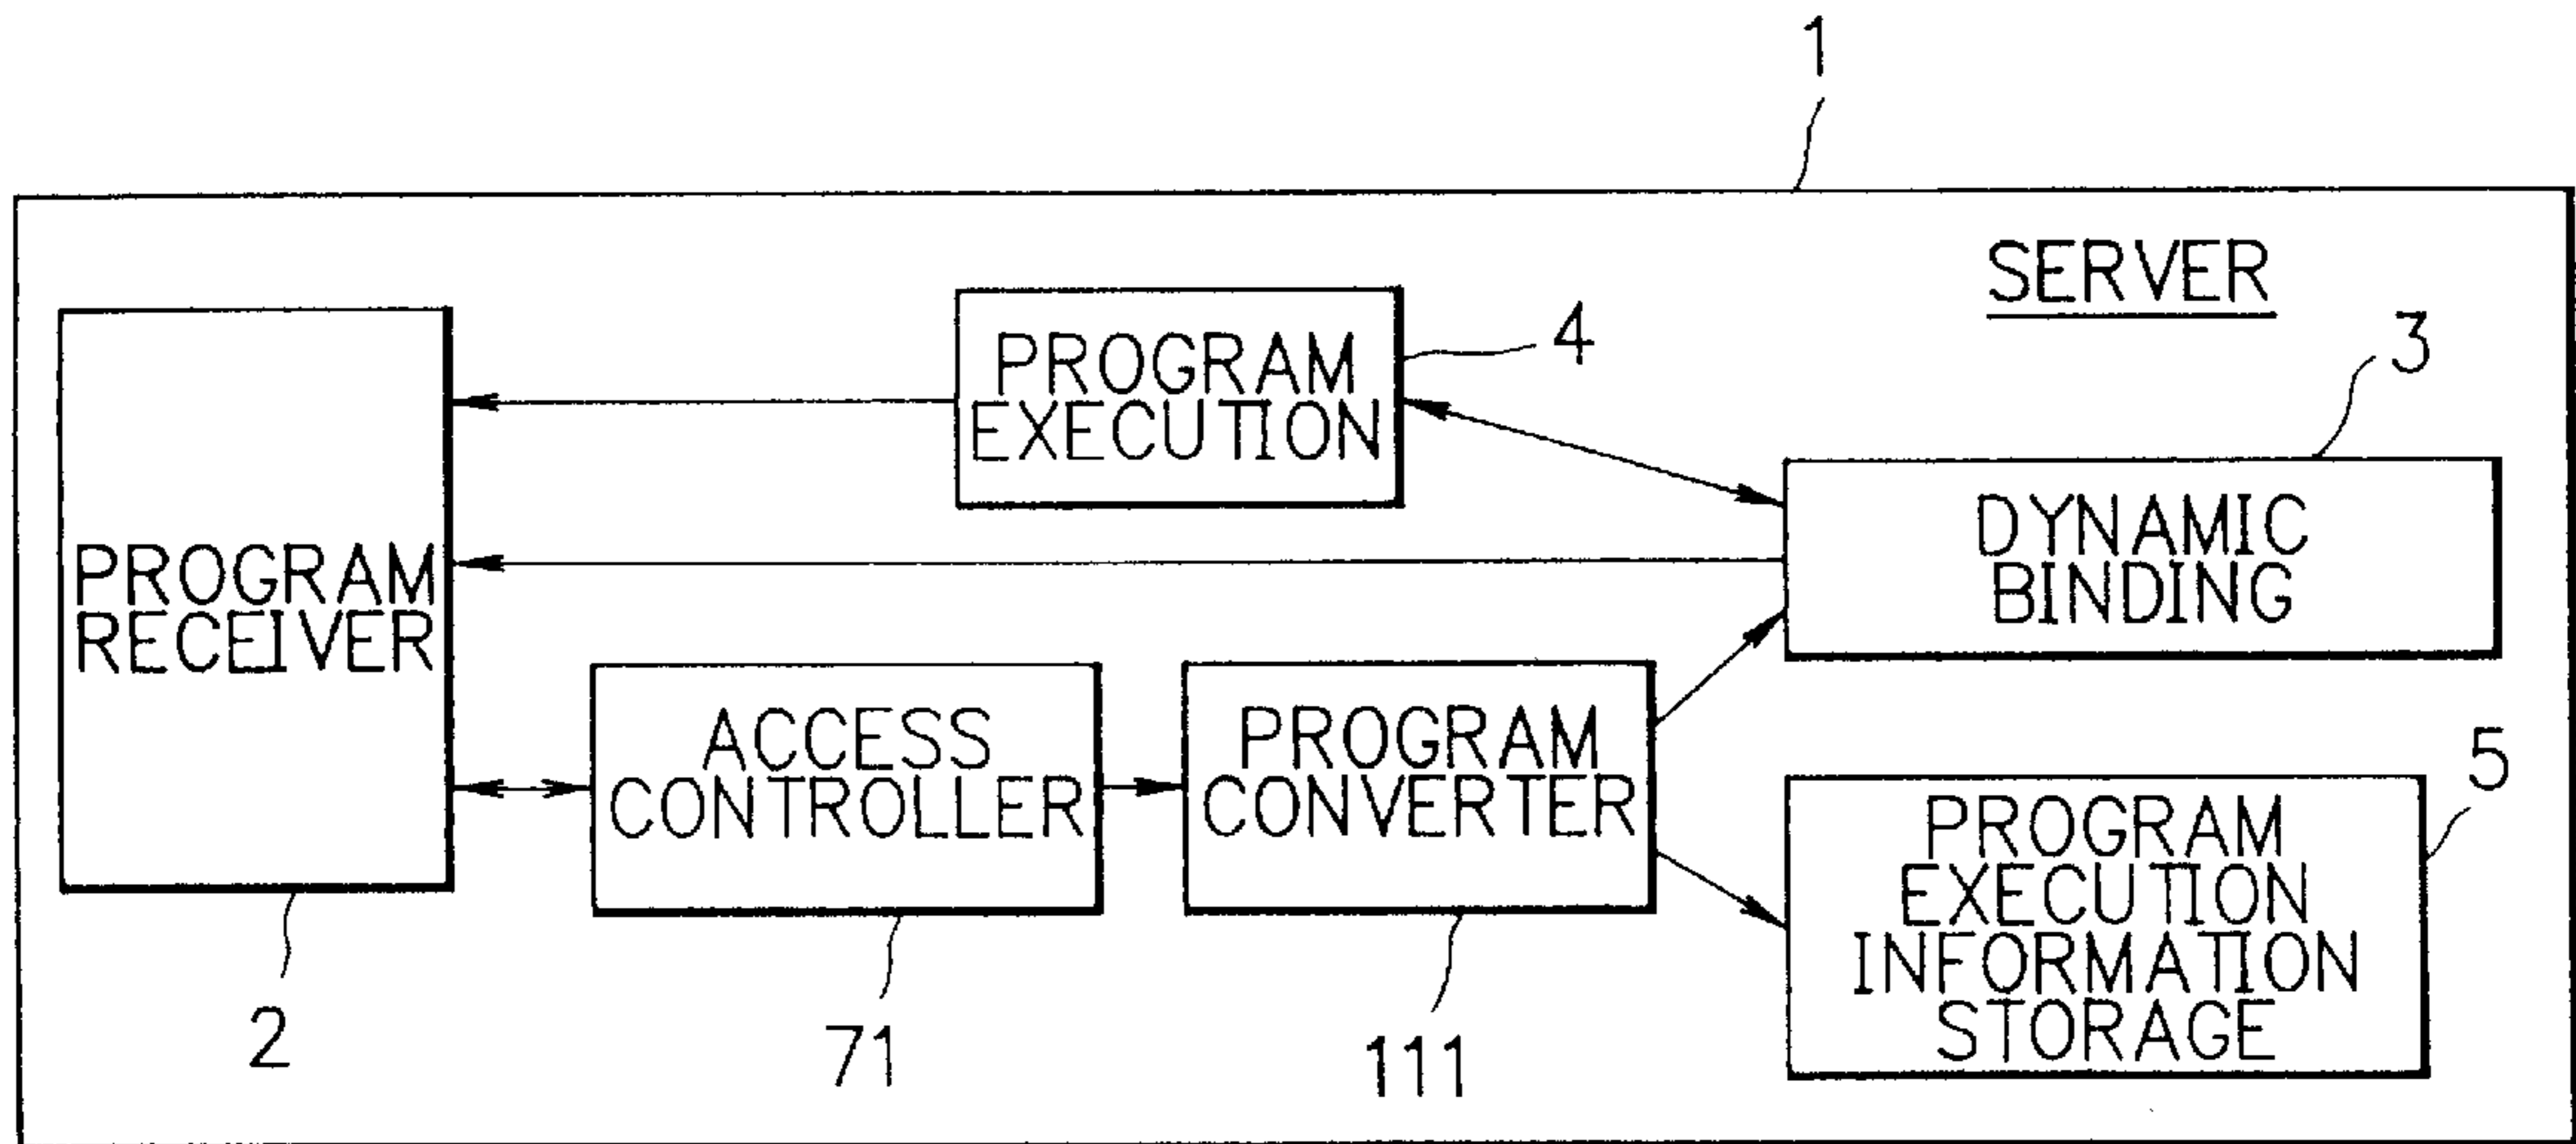 1
SERVER
PROGRAM
EXECUTION
4
3
DYNAMIC
BINDING
PROGRAM
RECEIVER
ACCESS
CONTROLLER
PROGRAM
CONVERTER
5
PROGRAM
EXECUTION
INFORMATION
STORAGE
2
71
111